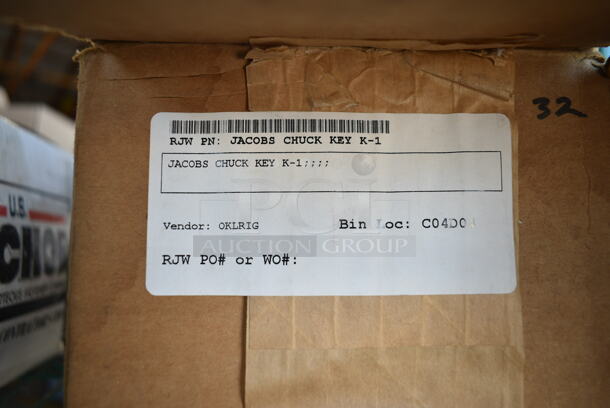 32
RJW PN: JACOBS CHUCK KEY K-1
JACOBS CHUCK KEY K-1;;;;
Vendor: OKLRIG
Bin Loc:
RJW PO# or WO#:
PCI
AUCTION GROUP
U.S.